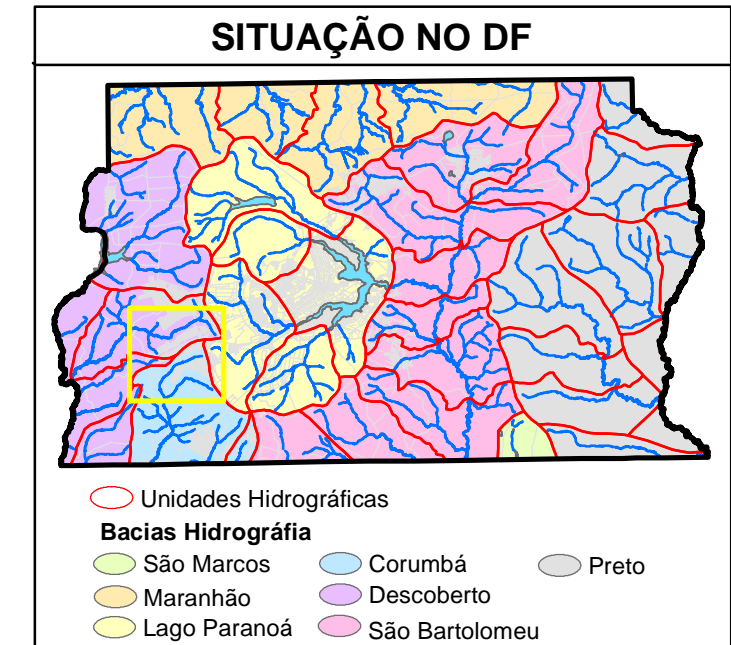 SITUAÇÃO NO DF
Unidades Hidrográficas
Bacias Hidrográfia
São Marcos
Corumbá
Preto
Maranhão
Descoberto
Lago Paranoá
São Bartolomeu